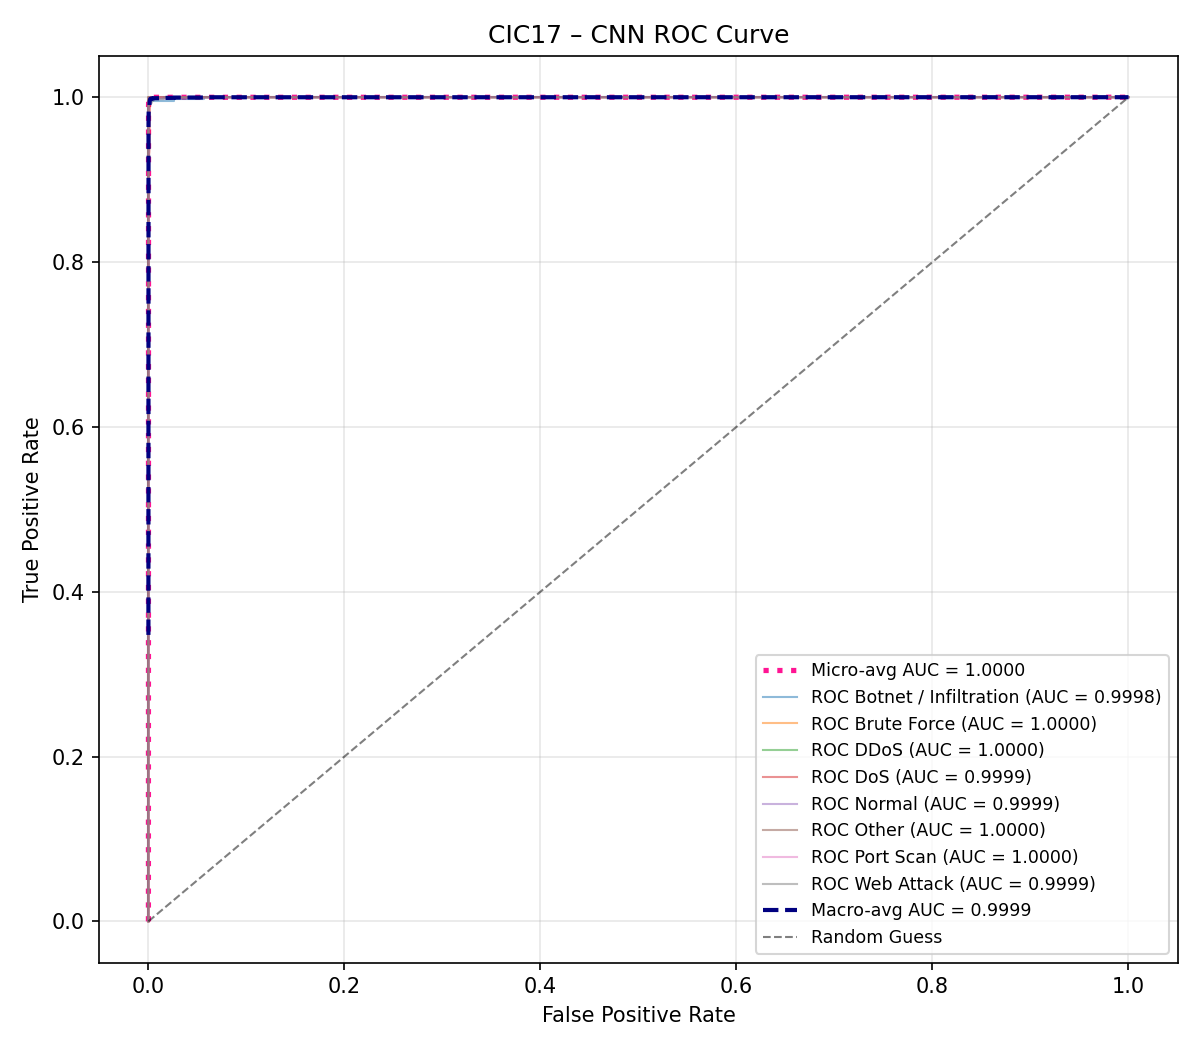 CIC17 – CNN ROC Curve
1.0
0.8
0.6
0.4
0.2
0.0
True Positive Rate
Micro-avg AUC = 1.0000
ROC Botnet / Infiltration (AUC = 0.9998)
ROC Brute Force (AUC = 1.0000)
ROC DDoS (AUC = 1.0000)
ROC DoS (AUC = 0.9999)
ROC Normal (AUC = 0.9999)
ROC Other (AUC = 1.0000)
ROC Port Scan (AUC = 1.0000)
ROC Web Attack (AUC = 0.9999)
Macro-avg AUC = 0.9999
Random Guess
0.0 0.2 0.4 0.6 0.8 1.0
False Positive Rate